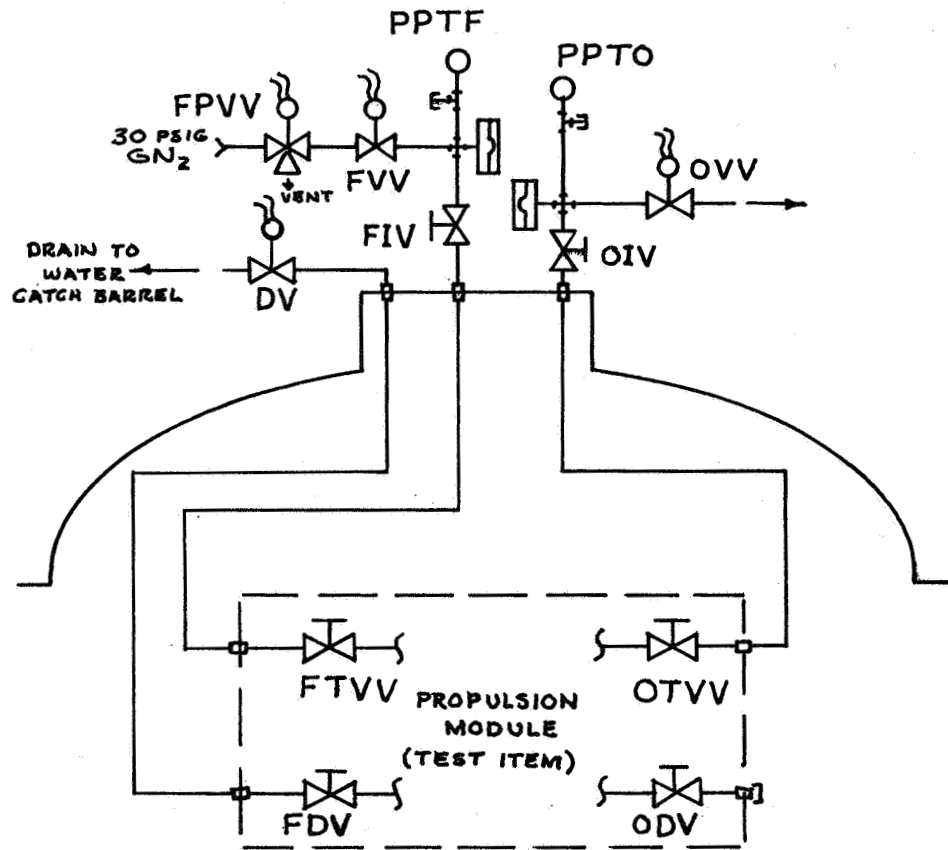 PPTF
PPTO
FPVV
30 PSIG
GN2
FVV
OVV
VENT
FIV
OIV
DRAIN TO
WATER
CATCH BARREL
DV
FTVV
OTVV
PROPULSION
MODULE
(TEST ITEM)
FDV
ODV